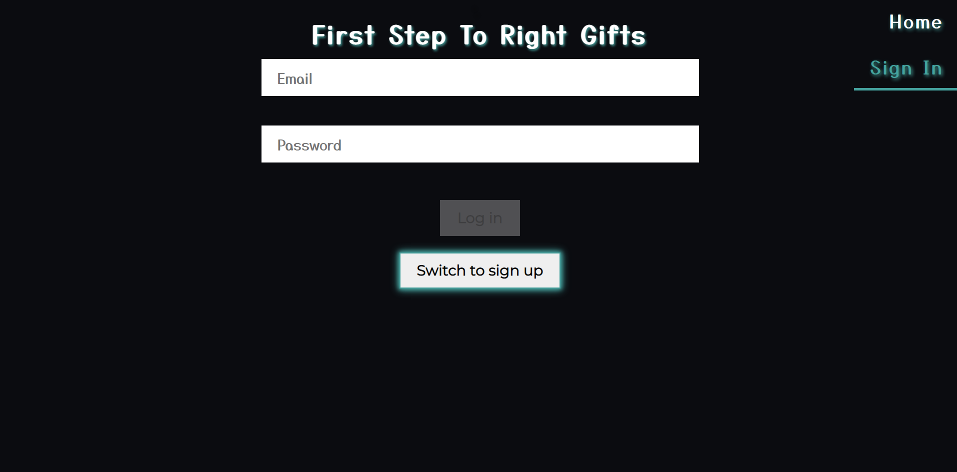 Home
Sign In
First Step To Right Gifts
Email
Password
Log in
Switch to sign up